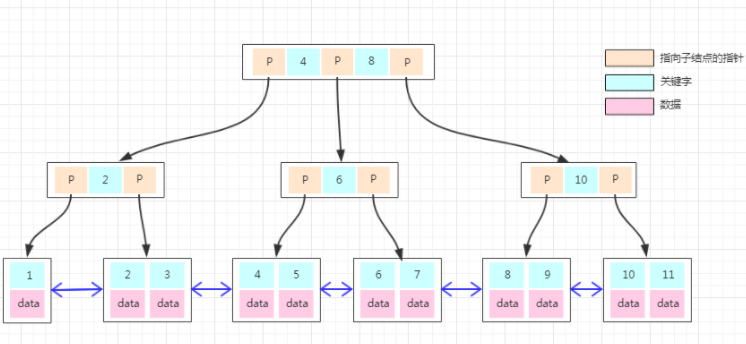 P 4 P 8 P
指向子结点的指针
关键字
数据
P 2 P
P 6 P
P 10 P
1
2 3
4 5
6 7
8 9
10 11
data
data data
data data
data data
data data
data data